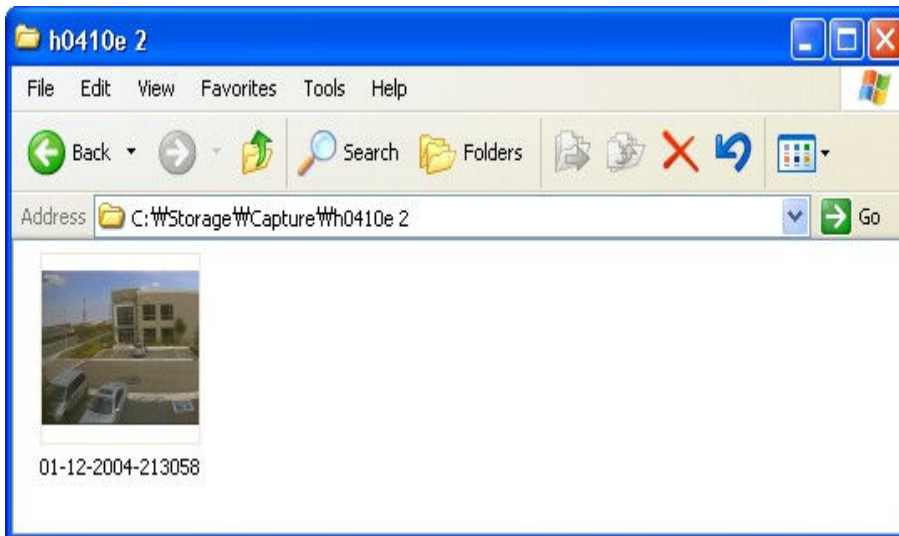 h0410e 2
File Edit View Favorites Tools Help
Back Search Folders
Address C:₩Storage₩Capture₩h0410e 2 Go
01-12-2004-213058